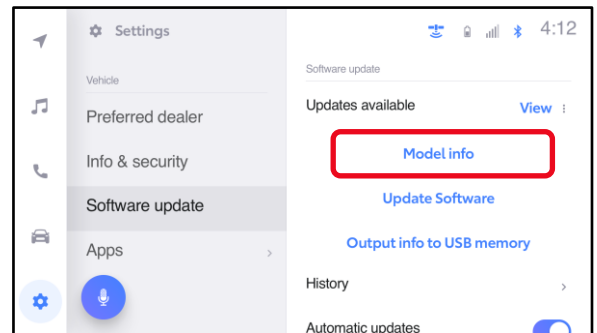 Settings
4:12
Vehicle
Preferred dealer
Info & security
Software update
Apps
Software update
Updates available
View
Model info
Update Software
Output info to USB memory
History
Automatic updates